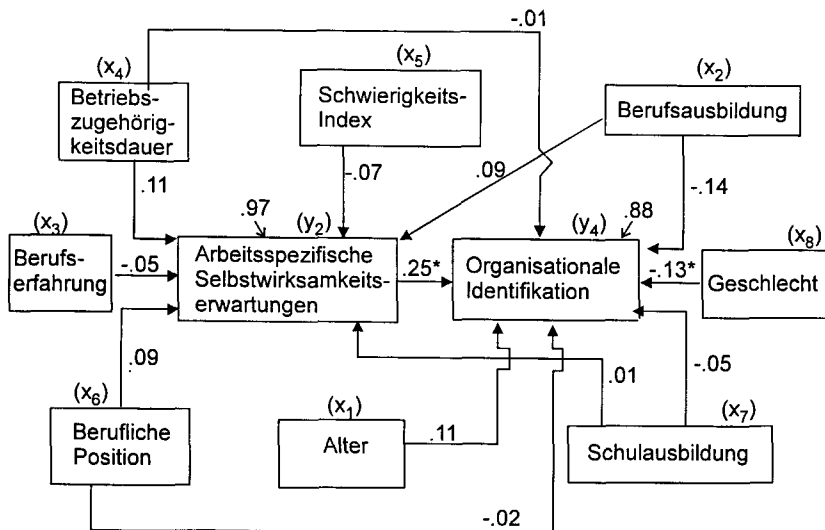 -.01
(x₄)
Betriebs-
zugehörig-
keitsdauer
(x₅)
Schwierigkeits-
Index
(x₂)
Berufsausbildung
.11
-.07
.09
-.14
(x₃)
Berufs-
erfahrung
-.05
.97
(y₂)
Arbeitsspezifische
Selbstwirksamkeits-
erwartungen
.25*
(y₄)
.88
Organisationale
Identifikation
-.13*
(x₈)
Geschlecht
.09
.01
-.05
(x₆)
Berufliche
Position
(x₁)
Alter
.11
(x₇)
Schulausbildung
-.02